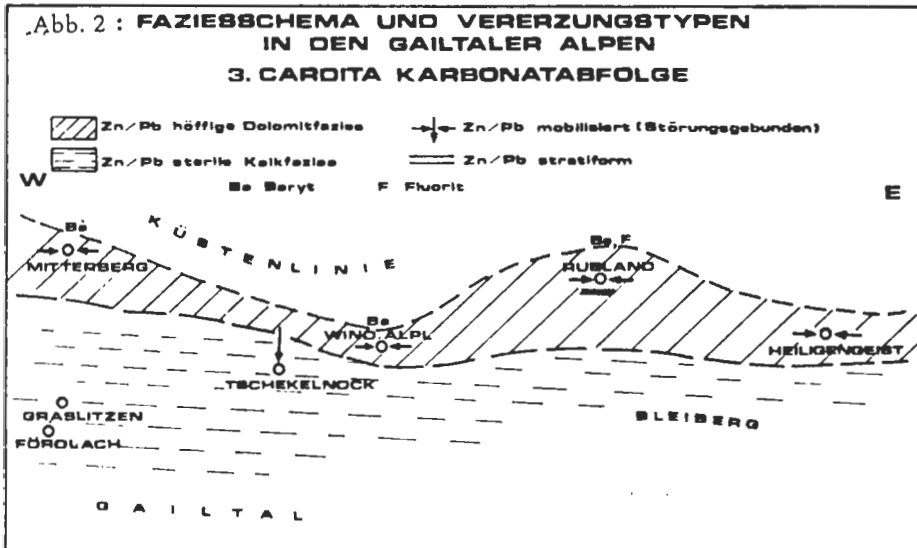 Abb. 2 : FAZIESSCHEMA UND VERERZUNGSTYPEN
IN DEN GAILTALER ALPEN
3. CARDITA KARBONATABFOLGE
Zn/Pb höffige Dolomitfazies
Zn/Pb mobilisiert (Störungsgebunden)
Zn/Pb sterile Kalkfazies
Zn/Pb stratiform
W
Ba Baryt
F Fluorit
E
KÜSTENLINIE
Ba
MITTERBERG
Ba, F
RUBLAND
Ba
WIND. ALPL
HEILIGENGEIST
TSCHEKELNOCK
GRASLITZEN
FÖROLACH
BLEIBERG
GAILTAL